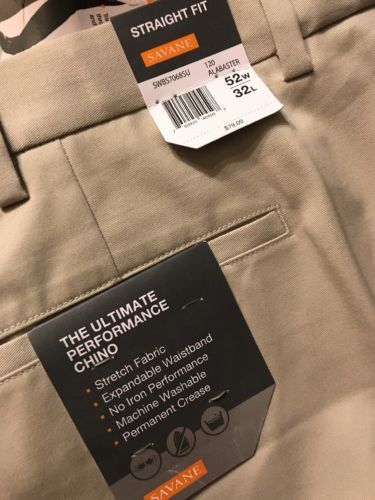 STRAIGHT FIT
SAVANE
SWBS7068SU
120
ALABASTER
52W
32L
$79.00
THE ULTIMATE
PERFORMANCE
CHINO
• Stretch Fabric
• Expandable Waistband
• No Iron Performance
• Machine Washable
• Permanent Crease
SAVANE